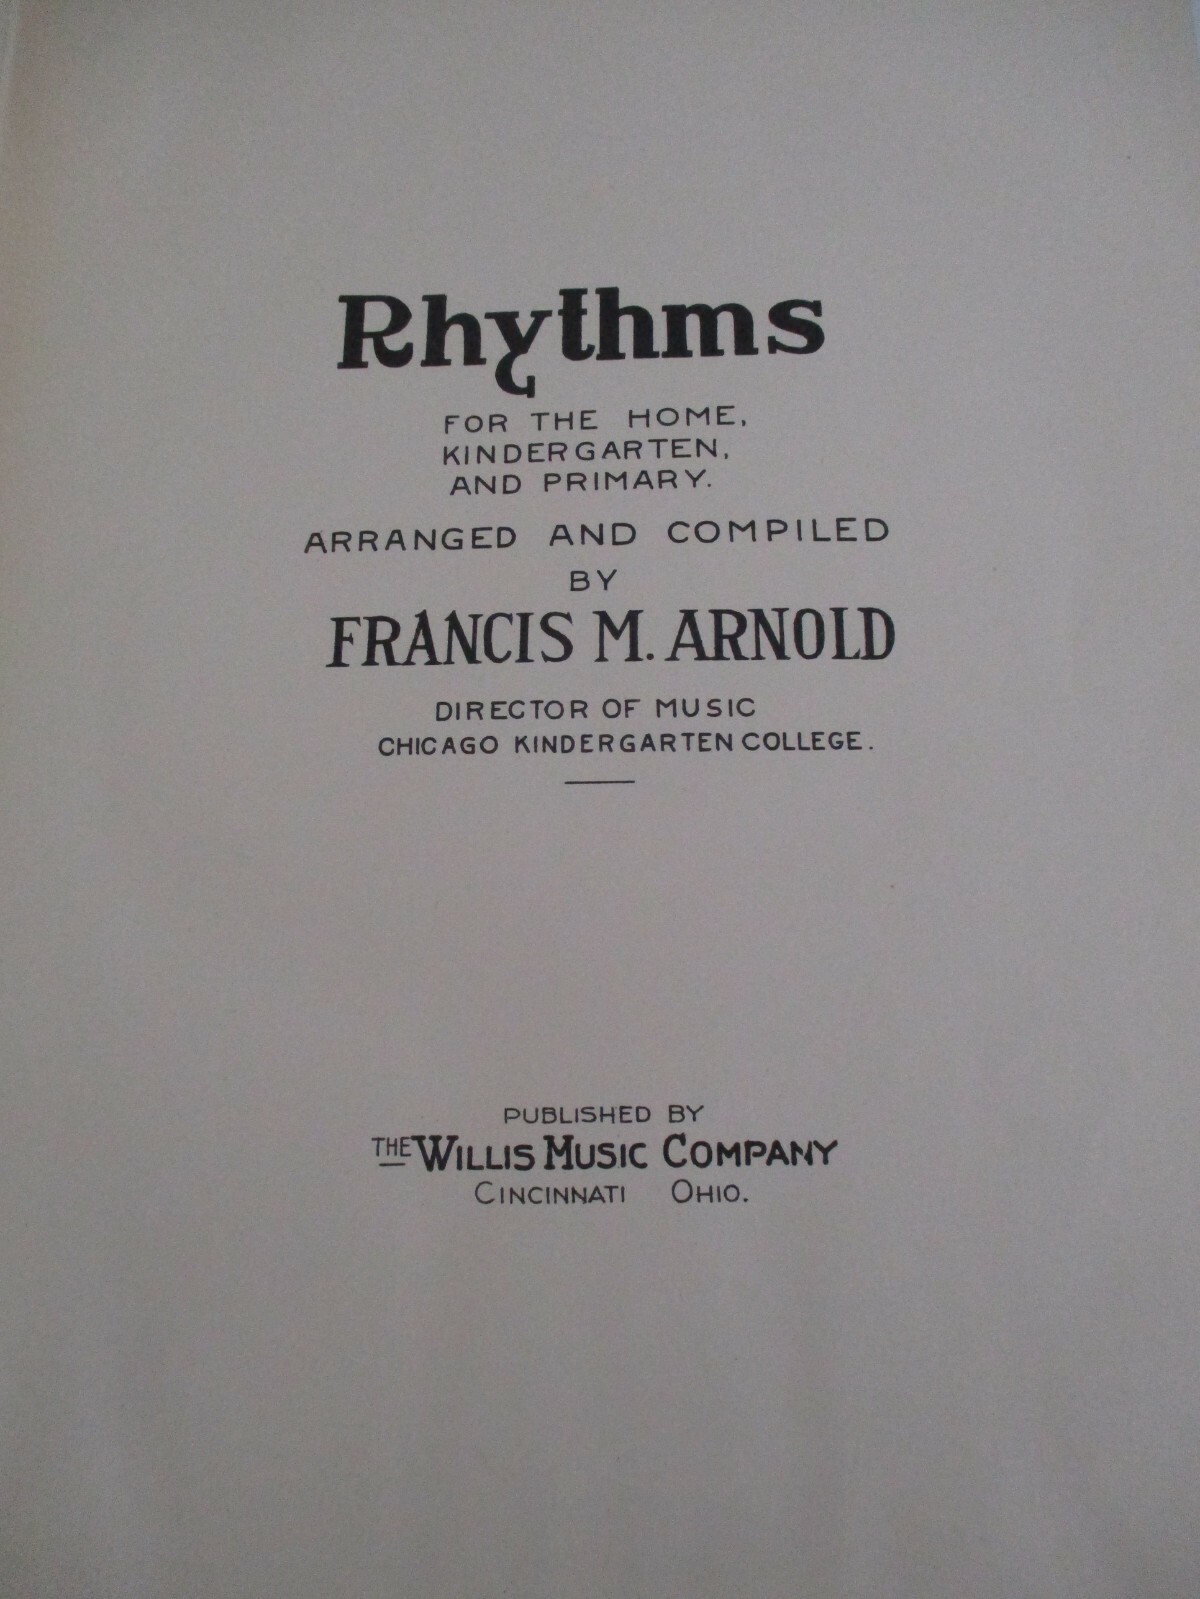 Rhythms
FOR THE HOME,
KINDERGARTEN,
AND PRIMARY.
ARRANGED AND COMPILED
BY
FRANCIS M. ARNOLD
DIRECTOR OF MUSIC
CHICAGO KINDERGARTEN COLLEGE.
PUBLISHED BY
THE WILLIS MUSIC COMPANY
CINCINNATI OHIO.